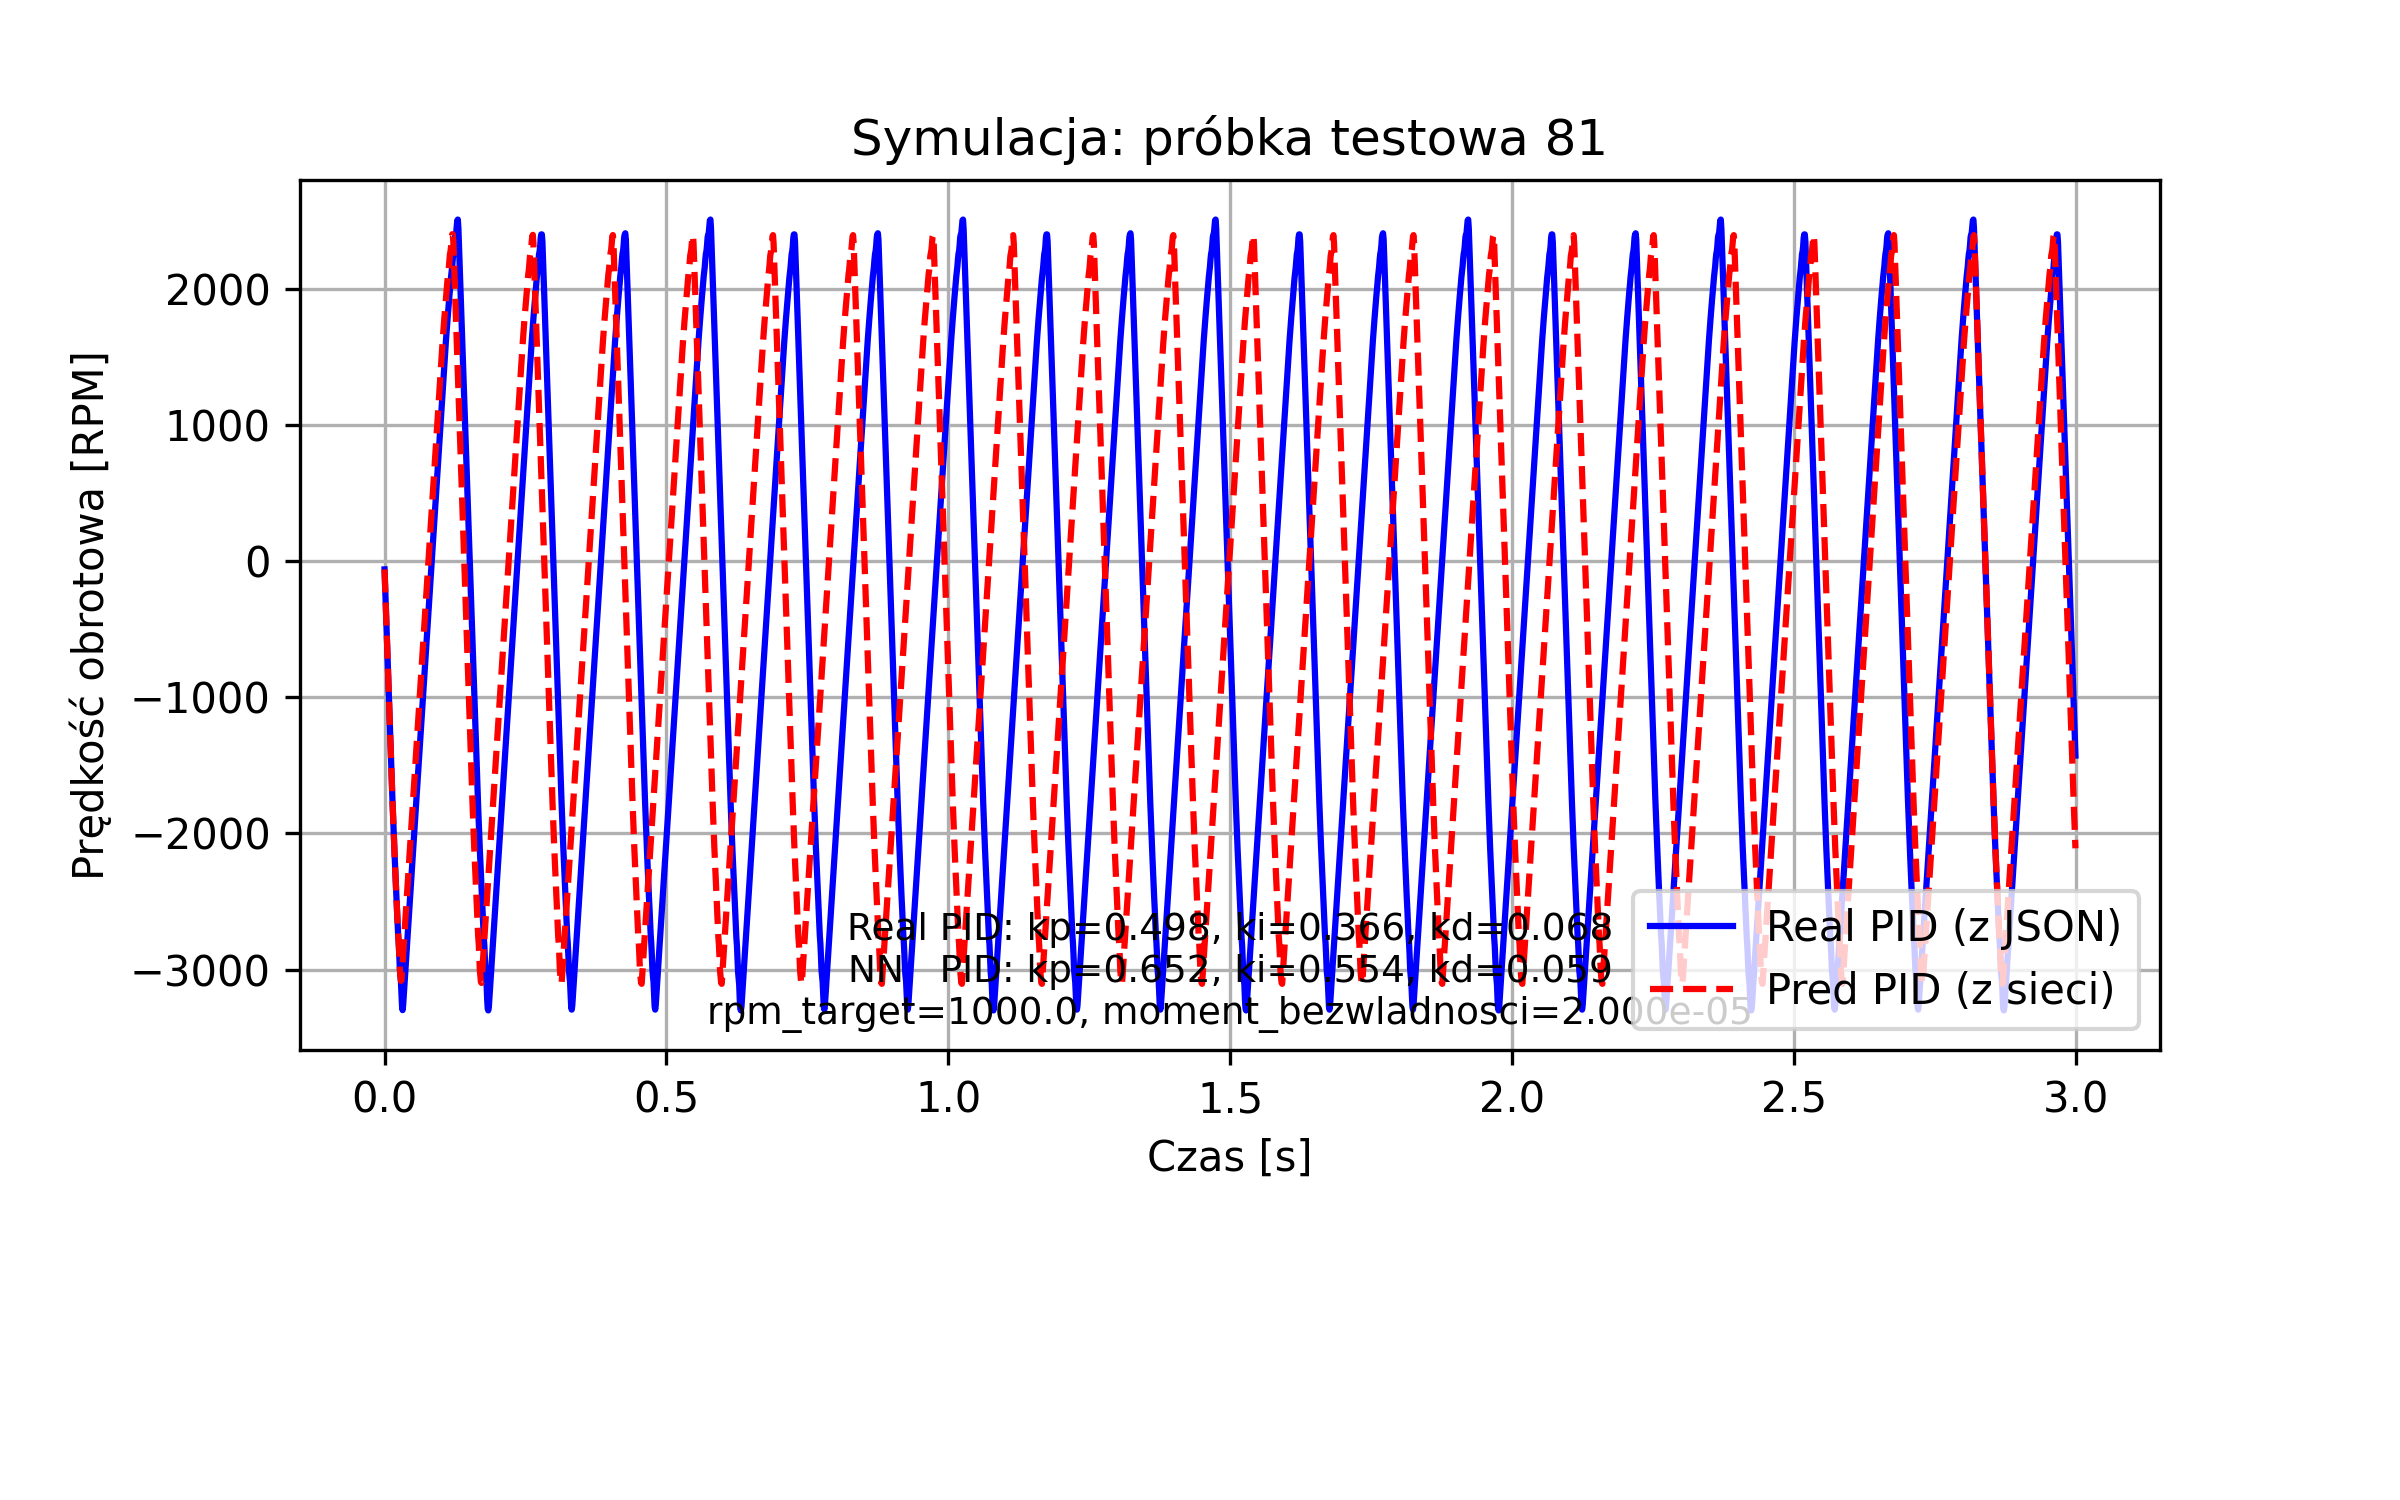 Symulacja: próbka testowa 81
Prędkość obrotowa [RPM]
2000
1000
0
−1000
−2000
−3000
Real PID: kp=0.498, ki=0.366, kd=0.068
NN   PID: kp=0.652, ki=0.554, kd=0.059
rpm_target=1000.0, moment_bezwladnosci=2.000e-05
Real PID (z JSON)
Pred PID (z sieci)
0.0 0.5 1.0 1.5 2.0 2.5 3.0
Czas [s]